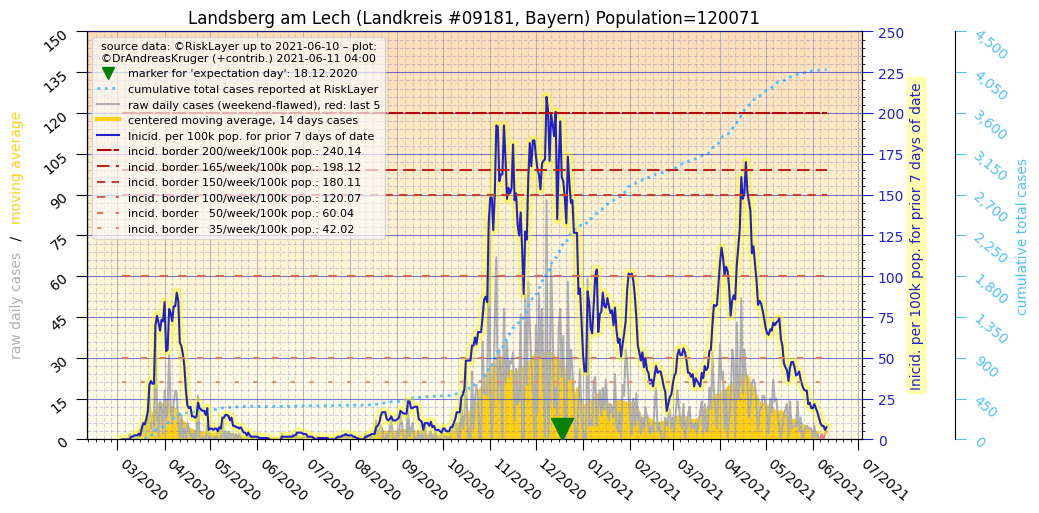 Landsberg am Lech (Landkreis #09181, Bayern) Population=120071
source data: ©RiskLayer up to 2021-06-10 – plot:
©DrAndreasKruger (+contrib.) 2021-06-11 04:00
marker for 'expectation day': 18.12.2020
cumulative total cases reported at RiskLayer
raw daily cases (weekend-flawed), red: last 5
centered moving average, 14 days cases
Inicid. per 100k pop. for prior 7 days of date
incid. border 200/week/100k pop.: 240.14
incid. border 165/week/100k pop.: 198.12
incid. border 150/week/100k pop.: 180.11
incid. border 100/week/100k pop.: 120.07
incid. border   50/week/100k pop.: 60.04
incid. border   35/week/100k pop.: 42.02
raw daily cases / moving average
150
135
120
105
90
75
60
45
30
15
0
250
225
200
175
150
125
100
75
50
25
0
Inicid. per 100k pop. for prior 7 days of date
4,500
4,050
3,600
3,150
2,700
2,250
1,800
1,350
900
450
0
cumulative total cases
03/2020
04/2020
05/2020
06/2020
07/2020
08/2020
09/2020
10/2020
11/2020
12/2020
01/2021
02/2021
03/2021
04/2021
05/2021
06/2021
07/2021